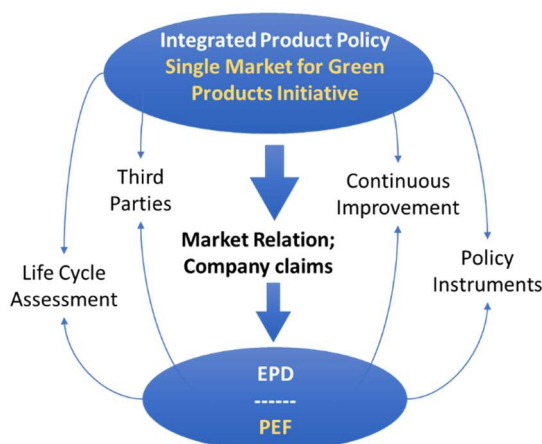 Integrated Product Policy
Single Market for Green
Products Initiative
Third
Parties
Continuous
Improvement
Market Relation;
Company claims
Life Cycle
Assessment
Policy
Instruments
EPD
------
PEF